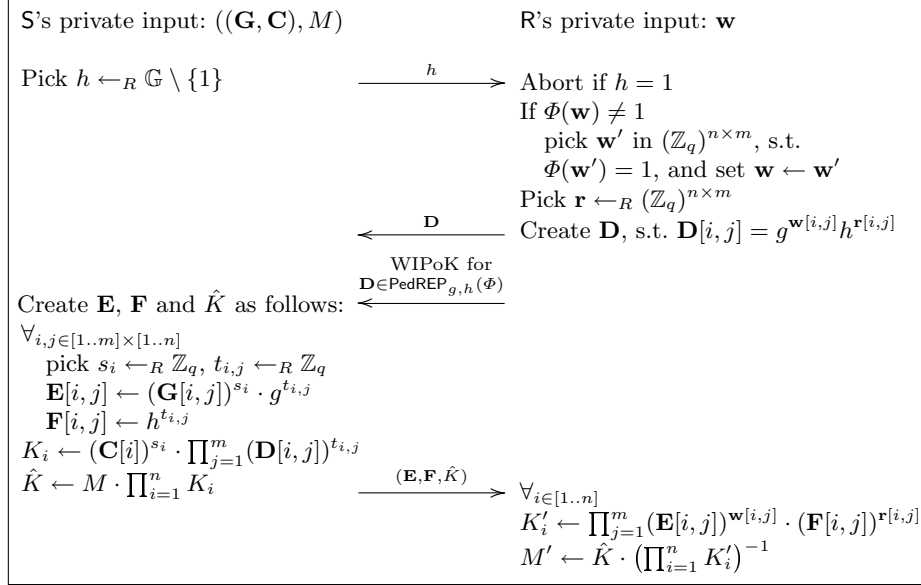 S's private input: ((G, C), M)
R's private input: w
Pick h ←_R 𝔾 \ {1}
h
Abort if h = 1
If Φ(w) ≠ 1
pick w′ in (ℤ_q)^{n×m}, s.t.
Φ(w′) = 1, and set w ← w′
Pick r ←_R (ℤ_q)^{n×m}
D
Create D, s.t. D[i, j] = g^{w[i,j]}h^{r[i,j]}
WIPoK for
D∈PedREP_{g,h}(Φ)
Create E, F and K̂ as follows:
∀_{i,j∈[1..m]×[1..n]}
pick s_i ←_R ℤ_q, t_{i,j} ←_R ℤ_q
E[i, j] ← (G[i, j])^{s_i} · g^{t_{i,j}}
F[i, j] ← h^{t_{i,j}}
K_i ← (C[i])^{s_i} · ∏_{j=1}^{m}(D[i, j])^{t_{i,j}}
K̂ ← M · ∏_{i=1}^{n} K_i
(E,F,K̂)
∀_{i∈[1..n]}
K′_i ← ∏_{j=1}^{m}(E[i, j])^{w[i,j]} · (F[i, j])^{r[i,j]}
M′ ← K̂ · (∏_{i=1}^{n} K′_i)^{−1}